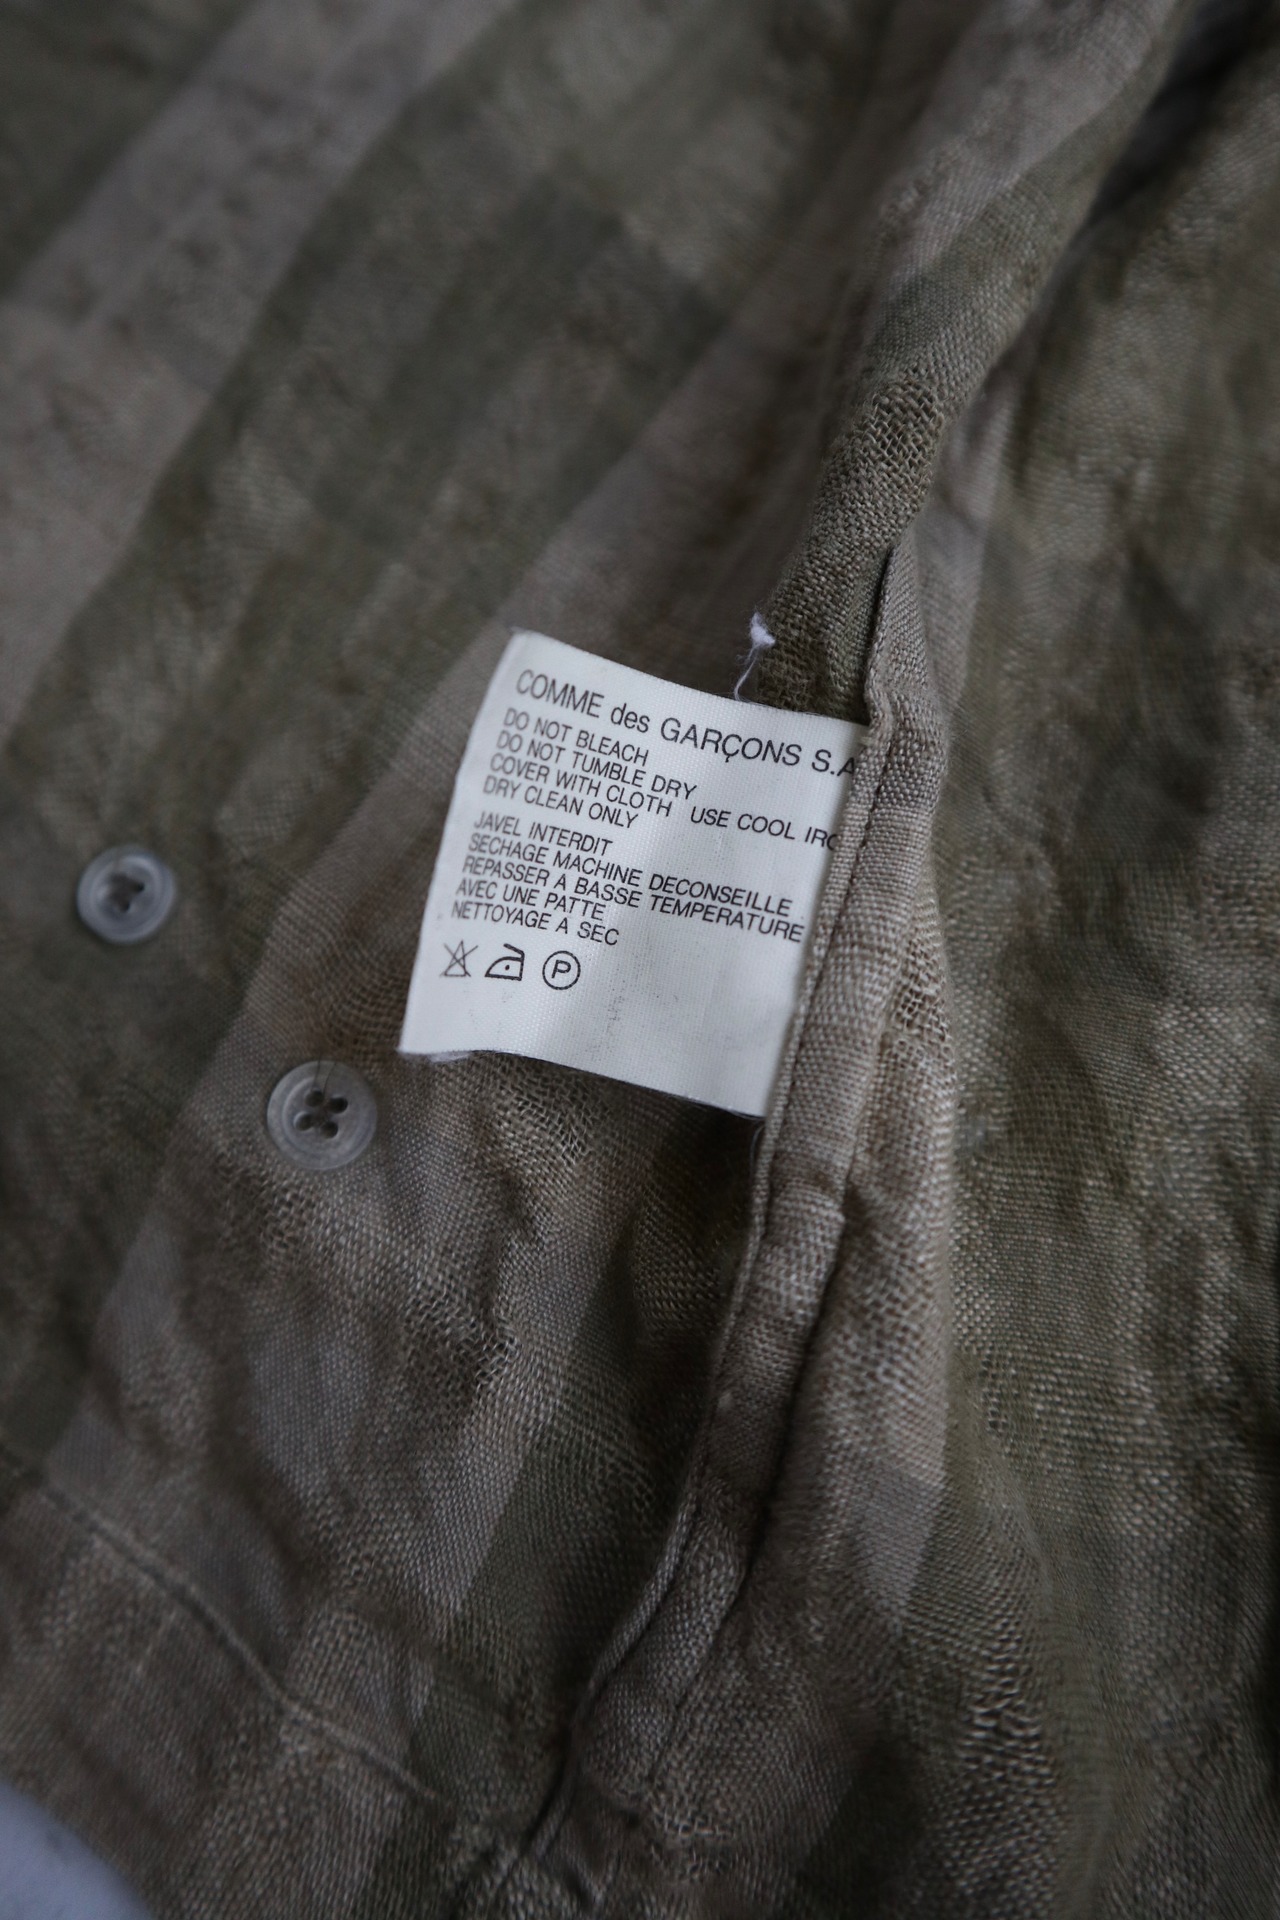 COMME des GARÇONS S.A
DO NOT BLEACH
DO NOT TUMBLE DRY
COVER WITH CLOTH USE COOL IRO
DRY CLEAN ONLY
JAVEL INTERDIT
SECHAGE MACHINE DECONSEILLE
REPASSER A BASSE TEMPERATURE
AVEC UNE PATTE
NETTOYAGE A SEC
P